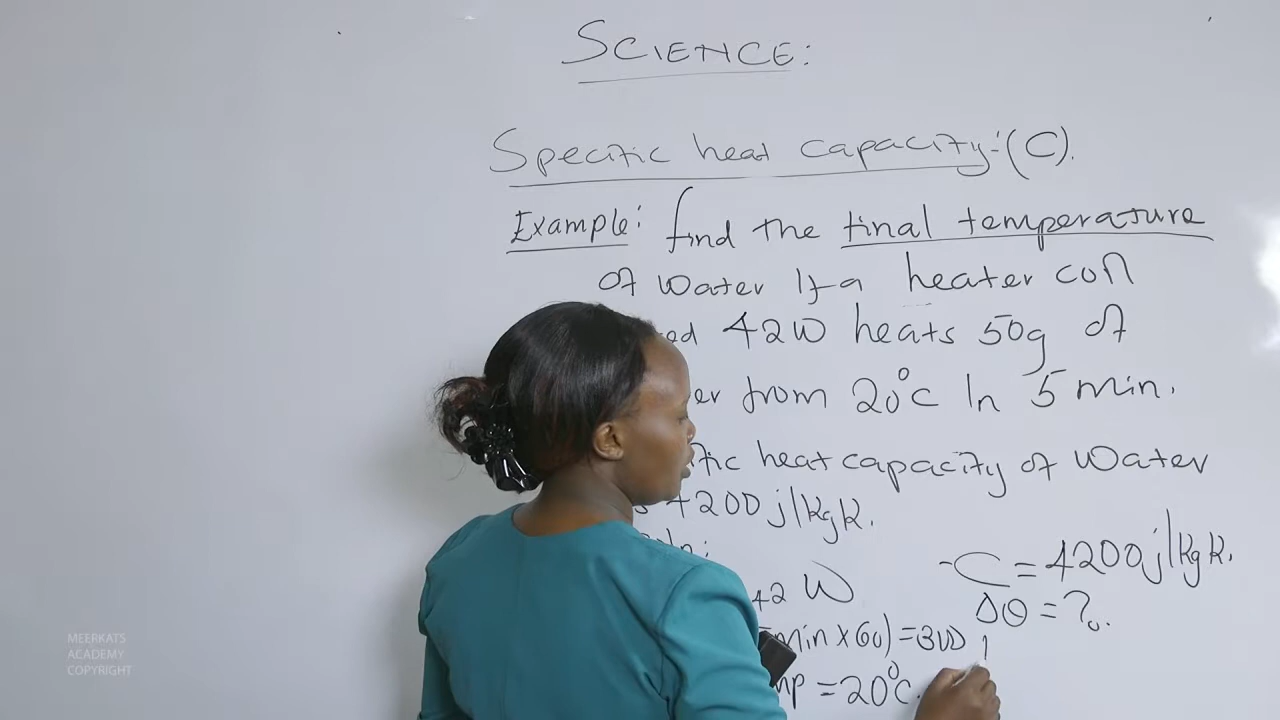 SCIENCE:
Specific heat capacity:(C).
Example: find the final temperature
of water If a heater coil
42W heats 50g of
from 20°C In 5 min.
heat capacity of water
4200 j/kgK.
C = 4200 j/kgK.
42 W
Δθ = ?
min x 60) = 300
= 20°C.
MEERKATS
ACADEMY
COPYRIGHT